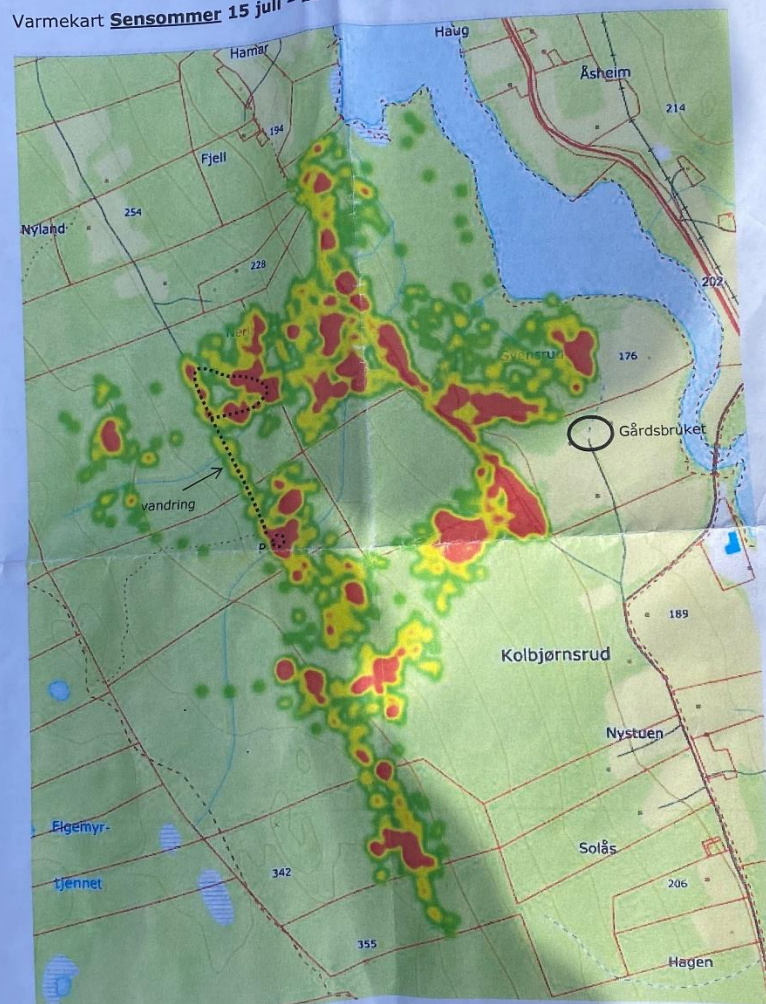 Varmekart Sensommer 15 juli
Haug
Hamar
Åsheim
214
194
Fjell
254
Nyland
228
202
176
Gårdsbruket
vandring
189
Kolbjørnsrud
Nystuen
Elgemyr-
tjennet
Solås
342
206
355
Hagen